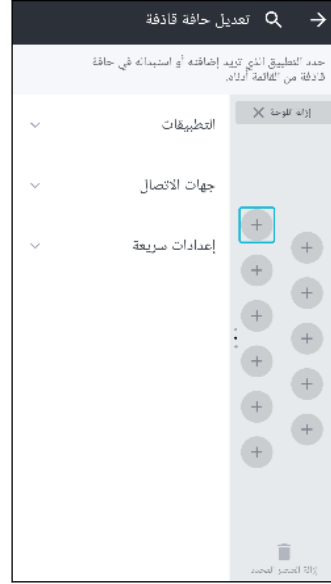 تعديل حافة قاذفة
حدد التطبيق الذي تريد إضافته أو استبداله في حافة
قاذفة من القائمة أدناه.
إزالة اللوحة
التطبيقات
جهات الاتصال
إعدادات سريعة
إزالة العنصر المحدد